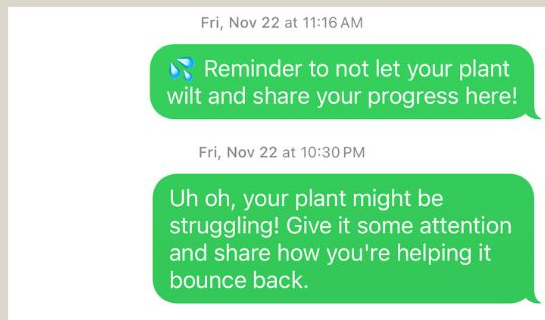 Fri, Nov 22 at 11:16 AM
💦 Reminder to not let your plant
wilt and share your progress here!
Fri, Nov 22 at 10:30 PM
Uh oh, your plant might be
struggling! Give it some attention
and share how you're helping it
bounce back.